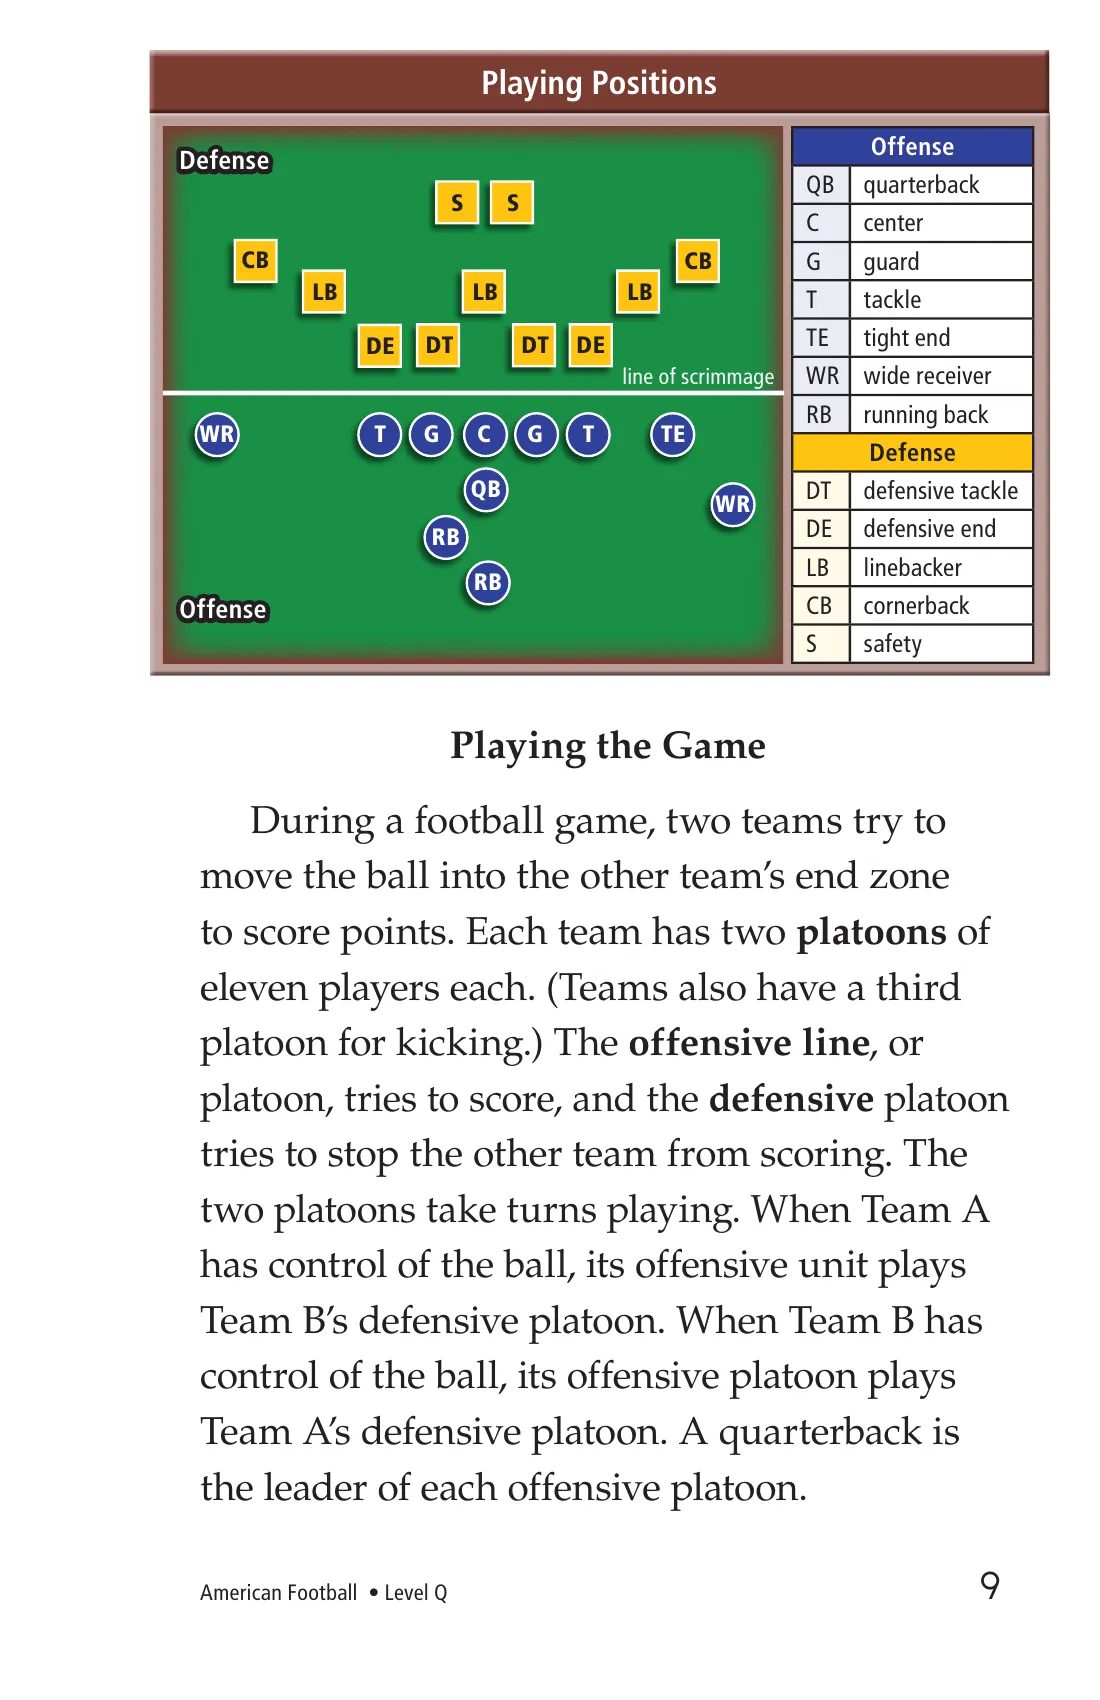 Playing Positions
Defense
S S
CB CB
LB LB LB
DE DT DT DE
line of scrimmage
WR T G C G T TE
QB
WR
RB
RB
Offense
Offense
QB quarterback
C center
G guard
T tackle
TE tight end
WR wide receiver
RB running back
Defense
DT defensive tackle
DE defensive end
LB linebacker
CB cornerback
S safety
Playing the Game
During a football game, two teams try to
move the ball into the other team’s end zone
to score points. Each team has two platoons of
eleven players each. (Teams also have a third
platoon for kicking.) The offensive line, or
platoon, tries to score, and the defensive platoon
tries to stop the other team from scoring. The
two platoons take turns playing. When Team A
has control of the ball, its offensive unit plays
Team B’s defensive platoon. When Team B has
control of the ball, its offensive platoon plays
Team A’s defensive platoon. A quarterback is
the leader of each offensive platoon.
American Football • Level Q
9